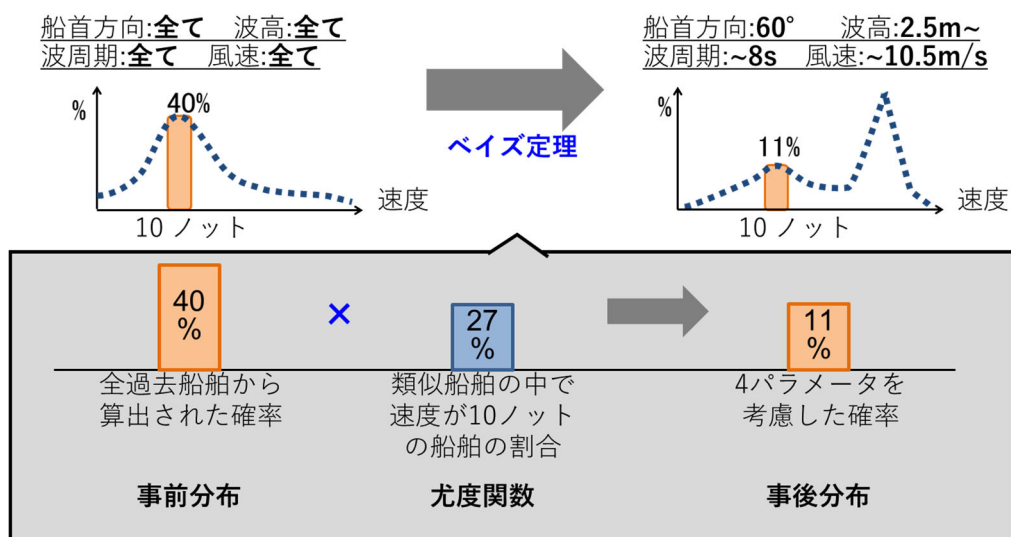 船首方向:全て 波高:全て
波周期:全て 風速:全て
%
40%
速度
10 ノット
ベイズ定理
船首方向:60° 波高:2.5m~
波周期:~8s 風速:~10.5m/s
%
11%
速度
10 ノット
40
%
×
27
%
11
%
全過去船舶から
算出された確率
類似船舶の中で
速度が10ノット
の船舶の割合
4パラメータを
考慮した確率
事前分布
尤度関数
事後分布